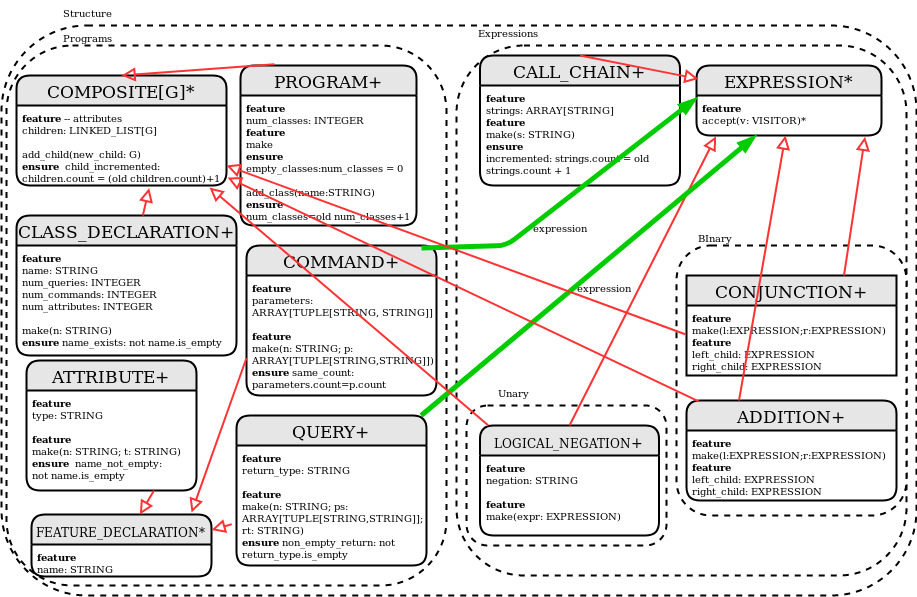 Structure
Programs
COMPOSITE[G]*
feature -- attributes
children: LINKED_LIST[G]
add_child(new_child: G)
ensure child_incremented:
children.count = (old children.count)+1
PROGRAM+
feature
num_classes: INTEGER
feature
make
ensure
empty_classes:num_classes = 0
add_class(name:STRING)
ensure
num_classes=old num_classes+1
CLASS_DECLARATION+
feature
name: STRING
num_queries: INTEGER
num_commands: INTEGER
num_attributes: INTEGER
make(n: STRING)
ensure name_exists: not name.is_empty
COMMAND+
feature
parameters:
ARRAY[TUPLE[STRING, STRING]]
feature
make(n: STRING; p:
ARRAY[TUPLE[STRING,STRING]])
ensure same_count:
parameters.count=p.count
ATTRIBUTE+
feature
type: STRING
feature
make(n: STRING; t: STRING)
ensure name_not_empty:
not name.is_empty
QUERY+
feature
return_type: STRING
feature
make(n: STRING; ps:
ARRAY[TUPLE[STRING,STRING]];
rt: STRING)
ensure non_empty_return: not
return_type.is_empty
FEATURE_DECLARATION*
feature
name: STRING
Expressions
CALL_CHAIN+
feature
strings: ARRAY[STRING]
feature
make(s: STRING)
ensure
incremented: strings.count = old
strings.count + 1
EXPRESSION*
feature
accept(v: VISITOR)*
expression
expression
BInary
CONJUNCTION+
feature
make(l:EXPRESSION;r:EXPRESSION)
feature
left_child: EXPRESSION
right_child: EXPRESSION
ADDITION+
feature
make(l:EXPRESSION;r:EXPRESSION)
feature
left_child: EXPRESSION
right_child: EXPRESSION
Unary
LOGICAL_NEGATION+
feature
negation: STRING
feature
make(expr: EXPRESSION)